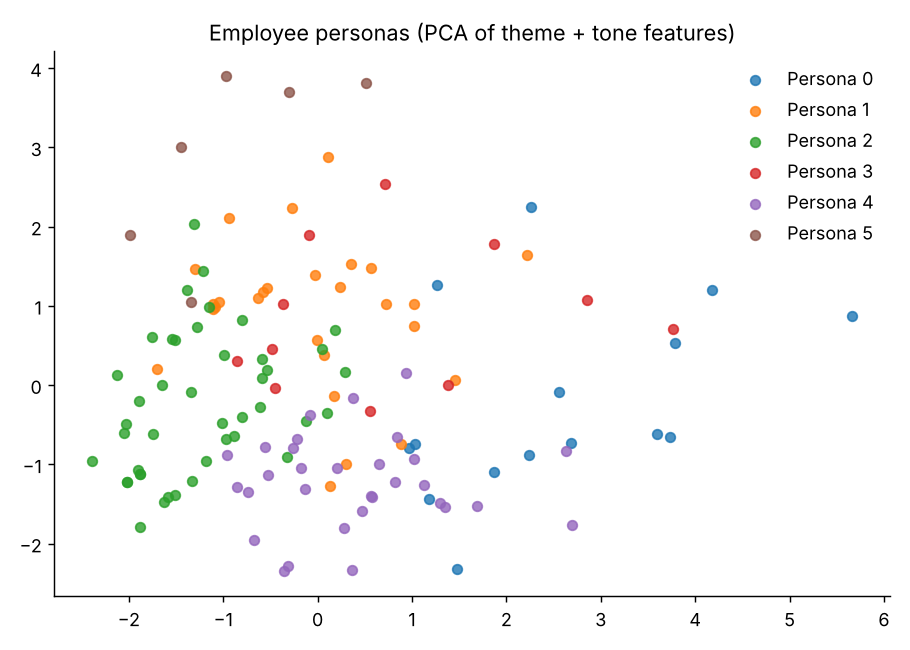 Employee personas (PCA of theme + tone features)
Persona 0
Persona 1
Persona 2
Persona 3
Persona 4
Persona 5
4
3
2
1
0
−1
−2
−2 −1 0 1 2 3 4 5 6